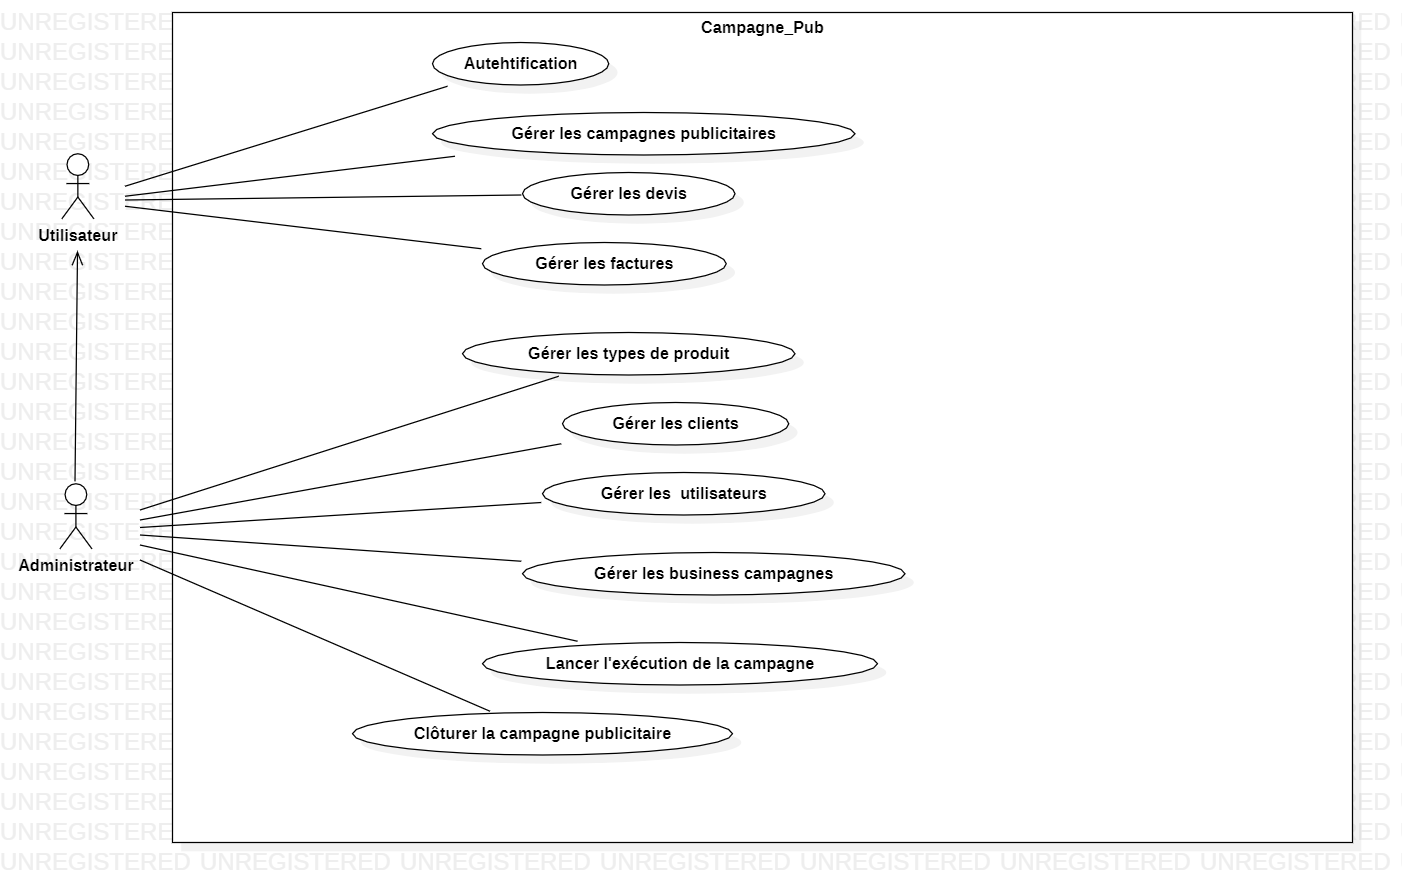 Campagne_Pub
Autehtification
Gérer les campagnes publicitaires
Gérer les devis
Utilisateur
Gérer les factures
Gérer les types de produit
Gérer les clients
Gérer les  utilisateurs
Administrateur
Gérer les business campagnes
Lancer l'exécution de la campagne
Clôturer la campagne publicitaire
UNREGISTERED UNREGISTERED UNREGISTERED UNREGISTERED UNREGISTERED UNREGISTERED UNREGISTERED